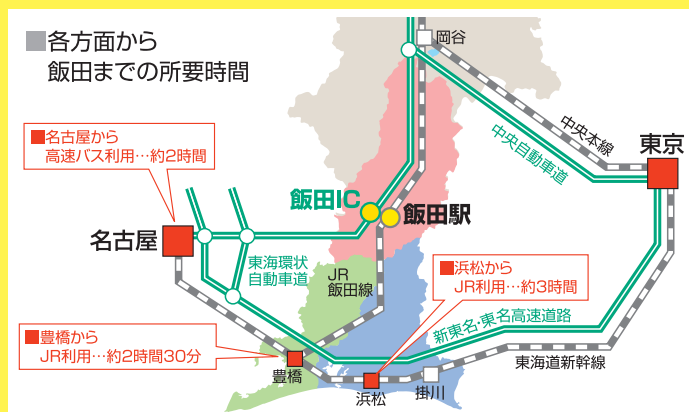 ■各方面から
飯田までの所要時間
岡谷
中央本線
中央自動車道
東京
■名古屋から
高速バス利用…約2時間
飯田IC
飯田駅
名古屋
東海環状
自動車道
JR
飯田線
■浜松から
JR利用…約3時間
新東名・東名高速道路
■豊橋から
JR利用…約2時間30分
東海道新幹線
豊橋
浜松
掛川